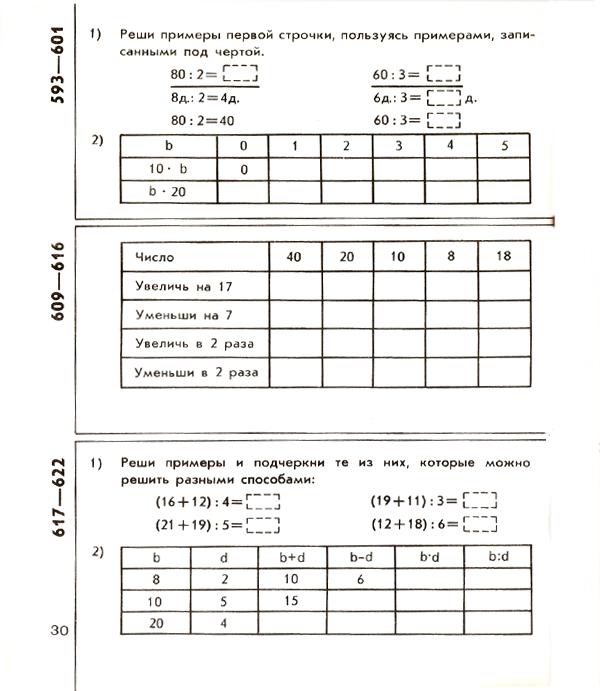 593—601
1) Реши примеры первой строчки, пользуясь примерами, запи-
санными под чертой.
80 : 2 = 60 : 3 =
8д.: 2 = 4д. 6д.: 3 = д.
80 : 2 = 40 60 : 3 =
2) b 0 1 2 3 4 5
10 · b 0
b · 20
609—616
Число 40 20 10 8 18
Увеличь на 17
Уменьши на 7
Увеличь в 2 раза
Уменьши в 2 раза
617—622
1) Реши примеры и подчеркни те из них, которые можно
решить разными способами:
(16+12) : 4 = (19+11) : 3 =
(21+19) : 5 = (12+18) : 6 =
2) b d b+d b–d b·d b:d
8 2 10 6
10 5 15
20 4
30